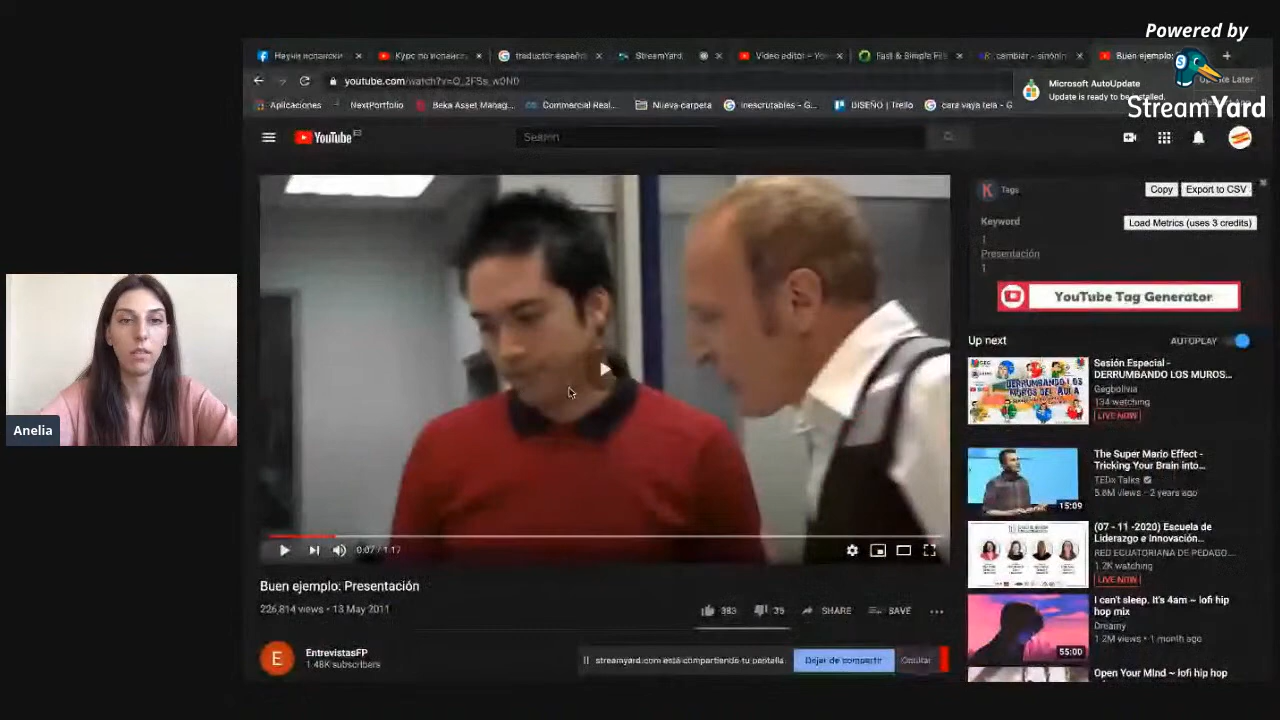 Powered by
StreamYard
Научи испански
Курс по испанск
traductor españo
StreamYard
Video editor - Yo
Fast & Simple Fi
cambiar - sinóni
Buen ejemplo:
youtube.com/watch?v=
Microsoft AutoUpdate
Update is ready to be installed.
Later
Aplicaciones
NextPortfolio
Beka Asset Manag...
Commercial Real...
Nueva carpeta
inescrutables - G...
DISEÑO | Trello
cara vaya tela - G
YouTube
ES
Search
K
Tags
Copy
Export to CSV
Keyword
Load Metrics (uses 3 credits)
1
Presentación
1
YouTube Tag Generator
Up next
AUTOPLAY
Sesión Especial -
DERRUMBANDO LOS MUROS...
Gegbolivia
134 watching
LIVE NOW
The Super Mario Effect -
Tricking Your Brain into...
TEDx Talks
5.8M views • 2 years ago
15:09
(07 - 11 -2020) Escuela de
Liderazgo e Innovación...
RED ECUATORIANA DE PEDAGO...
1.2K watching
LIVE NOW
I can't sleep. It's 4am ~ lofi hip
hop mix
Dreamy
1.2M views • 1 month ago
55:00
Open Your Mind ~ lofi hip hop
Anelia
0:07 / 1:17
Buen ejemplo: Presentación
226,814 views • 13 May 2011
383
35
SHARE
SAVE
E
EntrevistasFP
1.48K subscribers
streamyard.com está compartiendo tu pantalla.
Dejar de compartir
Ocultar